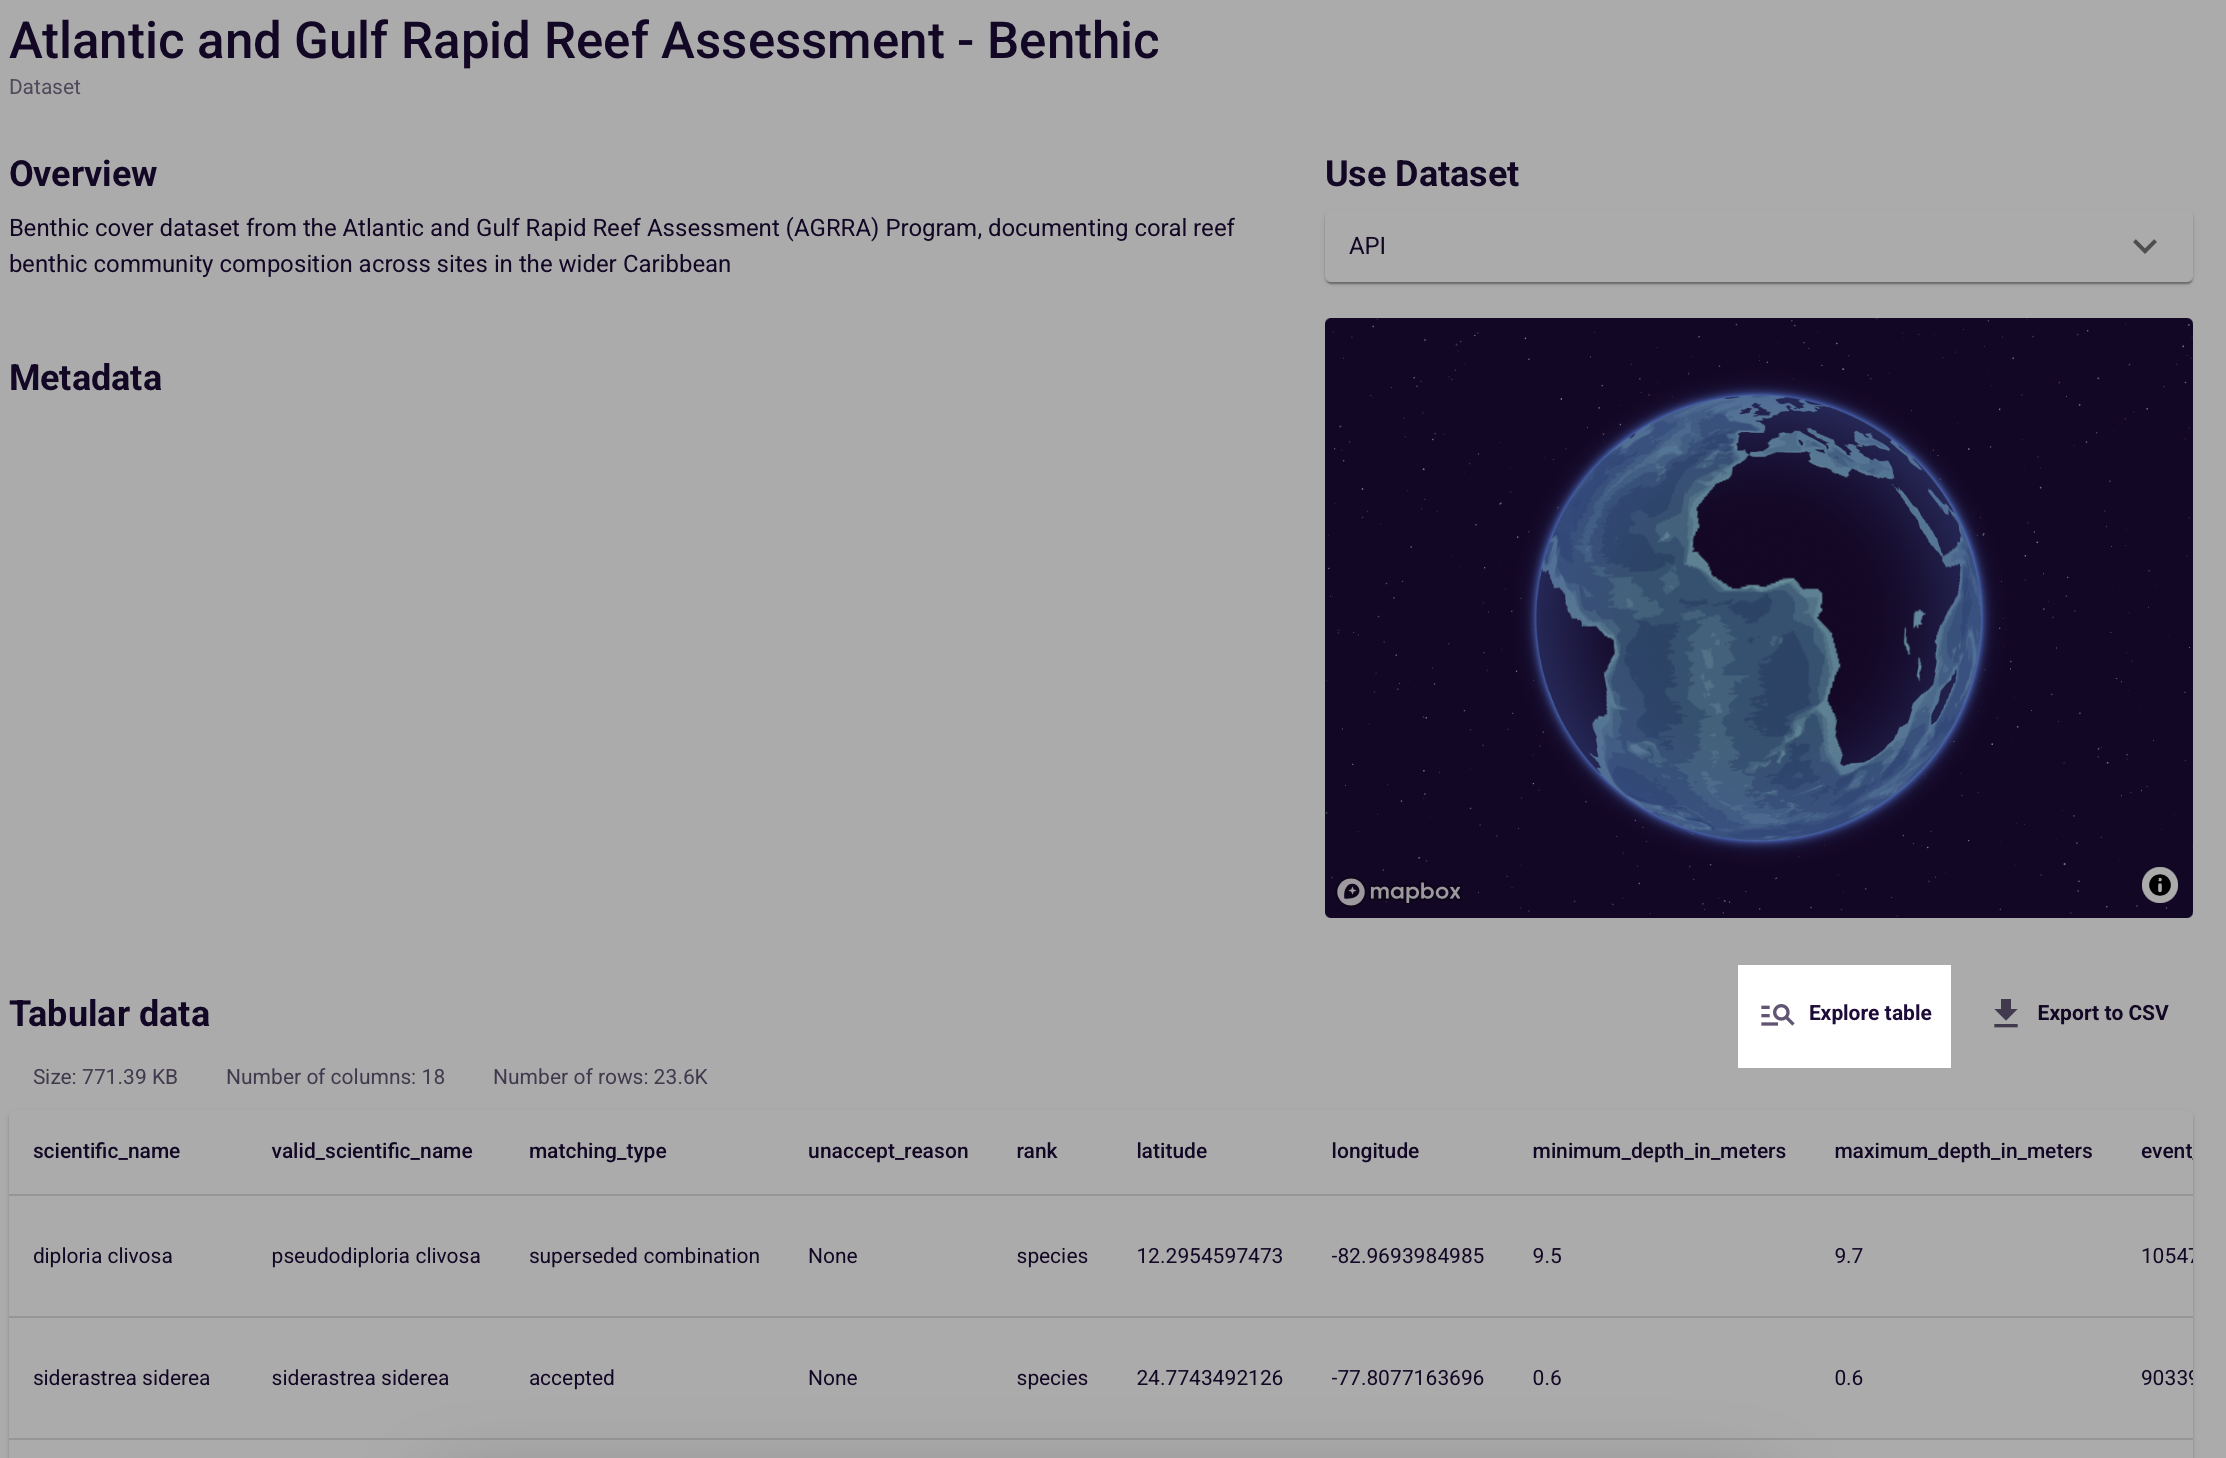 Atlantic and Gulf Rapid Reef Assessment - Benthic
Dataset
Overview
Benthic cover dataset from the Atlantic and Gulf Rapid Reef Assessment (AGRRA) Program, documenting coral reef
benthic community composition across sites in the wider Caribbean
Metadata
Use Dataset
API
mapbox
Tabular data
Explore table
Export to CSV
Size: 771.39 KB Number of columns: 18 Number of rows: 23.6K
scientific_name valid_scientific_name matching_type unaccept_reason rank latitude longitude minimum_depth_in_meters maximum_depth_in_meters event_
diploria clivosa pseudodiploria clivosa superseded combination None species 12.2954597473 -82.9693984985 9.5 9.7 10547
siderastrea siderea siderastrea siderea accepted None species 24.7743492126 -77.8077163696 0.6 0.6 90339